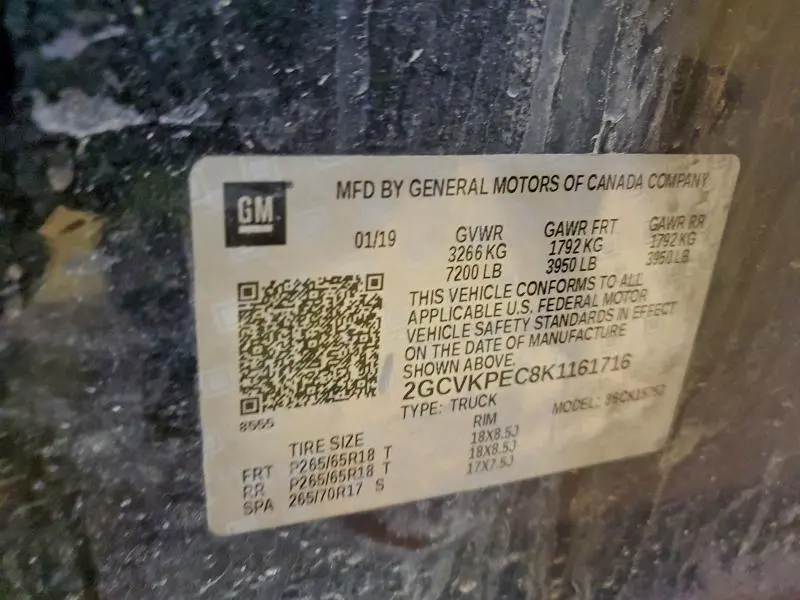 GM
MFD BY GENERAL MOTORS OF CANADA COMPANY
01/19
GVWR GAWR FRT GAWR RR
3266 KG 1792 KG 1792 KG
7200 LB 3950 LB 3950 LB
THIS VEHICLE CONFORMS TO ALL
APPLICABLE U.S. FEDERAL MOTOR
VEHICLE SAFETY STANDARDS IN EFFECT
ON THE DATE OF MANUFACTURE
SHOWN ABOVE.
2GCVKPEC8K1161716
TYPE: TRUCK MODEL:
TIRE SIZE RIM
FRT P265/65R18 T 18X8.5J
RR P265/65R18 T 18X8.5J
SPA 265/70R17 S 17X7.5J